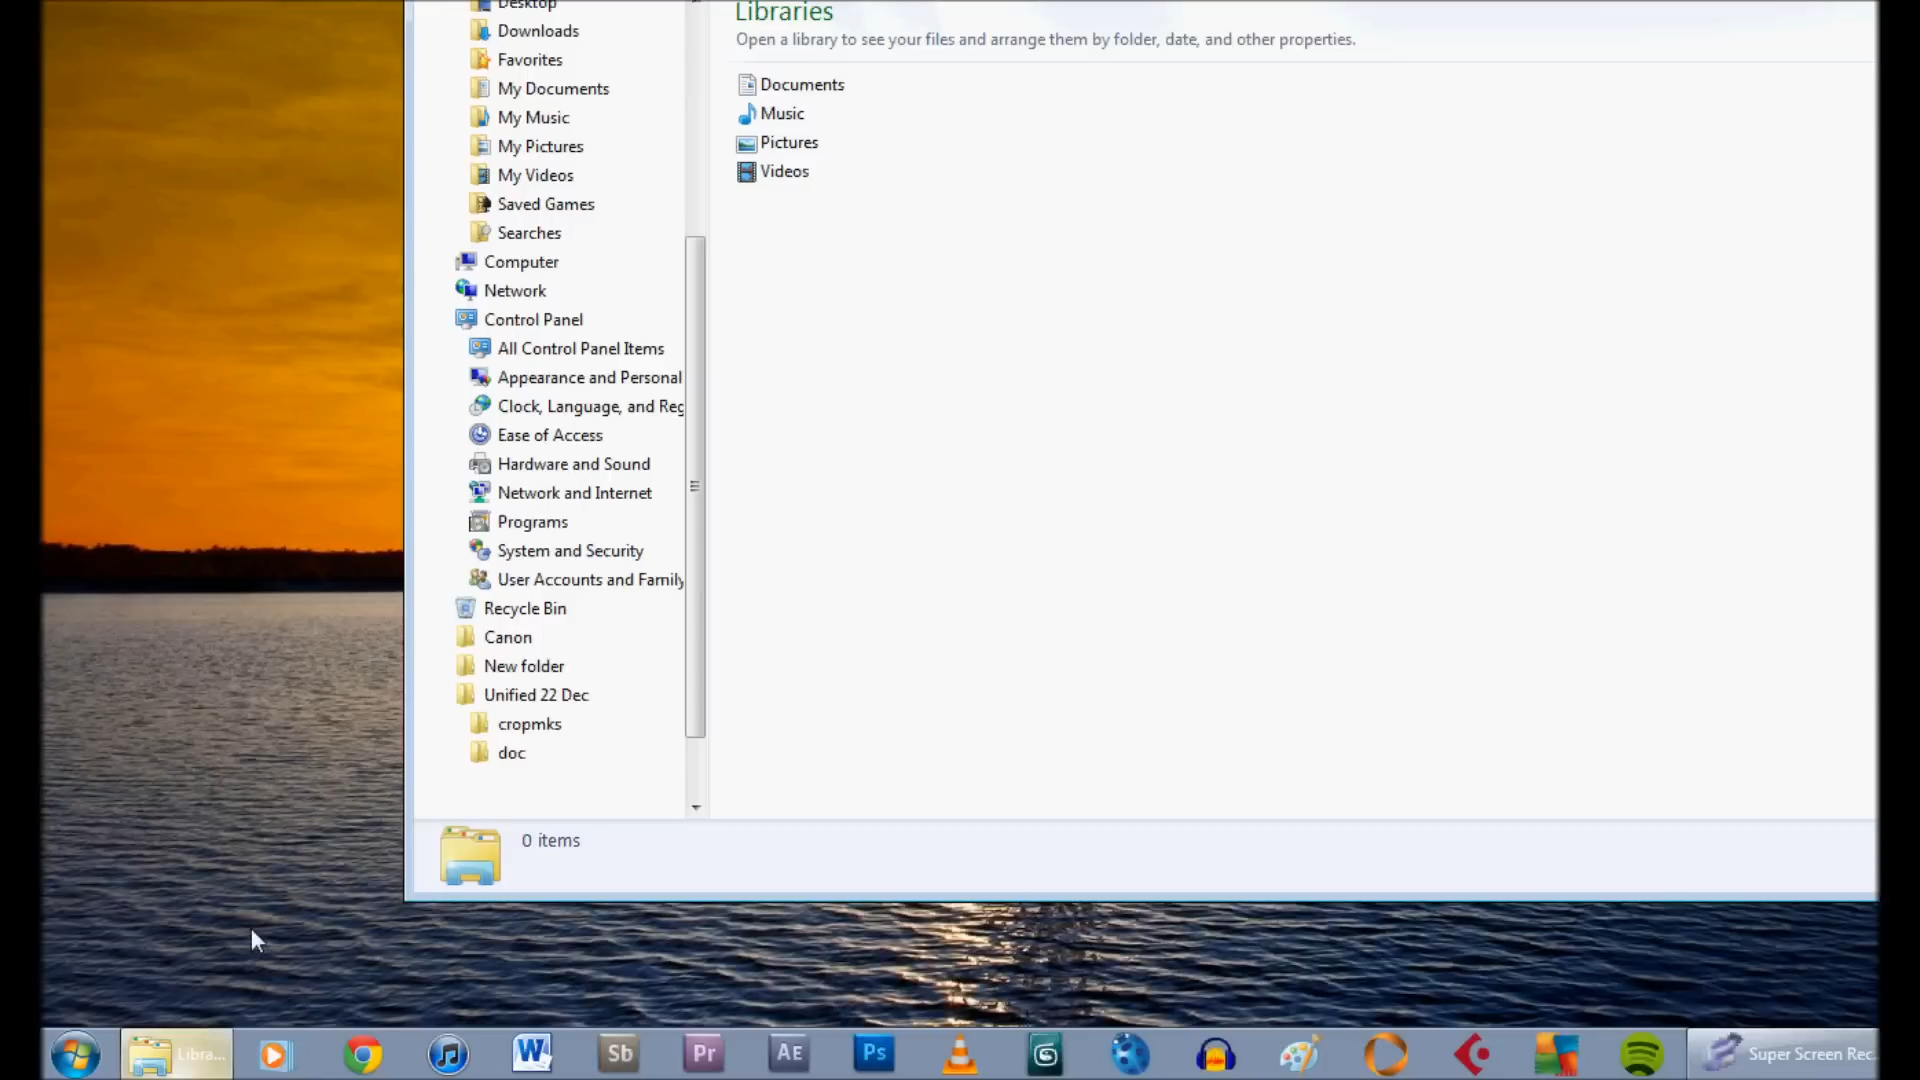 Desktop
Downloads
Favorites
My Documents
My Music
My Pictures
My Videos
Saved Games
Searches
Computer
Network
Control Panel
All Control Panel Items
Appearance and Personal
Clock, Language, and Reg
Ease of Access
Hardware and Sound
Network and Internet
Programs
System and Security
User Accounts and Family
Recycle Bin
Canon
New folder
Unified 22 Dec
cropmks
doc
Libraries
Open a library to see your files and arrange them by folder, date, and other properties.
Documents
Music
Pictures
Videos
0 items
Libra...
W
Sb
Pr
AE
Ps
Super Screen Rec...